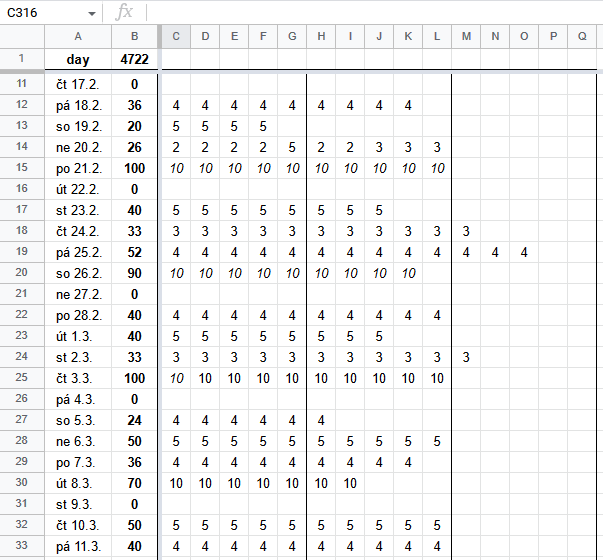 C316 fx
A B C D E F G H I J K L M N O P Q
1 day 4722
11 čt 17.2. 0
12 pá 18.2. 36 4 4 4 4 4 4 4 4 4
13 so 19.2. 20 5 5 5 5
14 ne 20.2. 26 2 2 2 2 5 2 2 3 3 3
15 po 21.2. 100 10 10 10 10 10 10 10 10 10 10
16 út 22.2. 0
17 st 23.2. 40 5 5 5 5 5 5 5 5
18 čt 24.2. 33 3 3 3 3 3 3 3 3 3 3 3
19 pá 25.2. 52 4 4 4 4 4 4 4 4 4 4 4 4 4
20 so 26.2. 90 10 10 10 10 10 10 10 10 10
21 ne 27.2. 0
22 po 28.2. 40 4 4 4 4 4 4 4 4 4 4
23 út 1.3. 40 5 5 5 5 5 5 5 5
24 st 2.3. 33 3 3 3 3 3 3 3 3 3 3 3
25 čt 3.3. 100 10 10 10 10 10 10 10 10 10 10
26 pá 4.3. 0
27 so 5.3. 24 4 4 4 4 4 4
28 ne 6.3. 50 5 5 5 5 5 5 5 5 5 5
29 po 7.3. 36 4 4 4 4 4 4 4 4 4
30 út 8.3. 70 10 10 10 10 10 10 10
31 st 9.3. 0
32 čt 10.3. 50 5 5 5 5 5 5 5 5 5 5
33 pá 11.3. 40 4 4 4 4 4 4 4 4 4 4